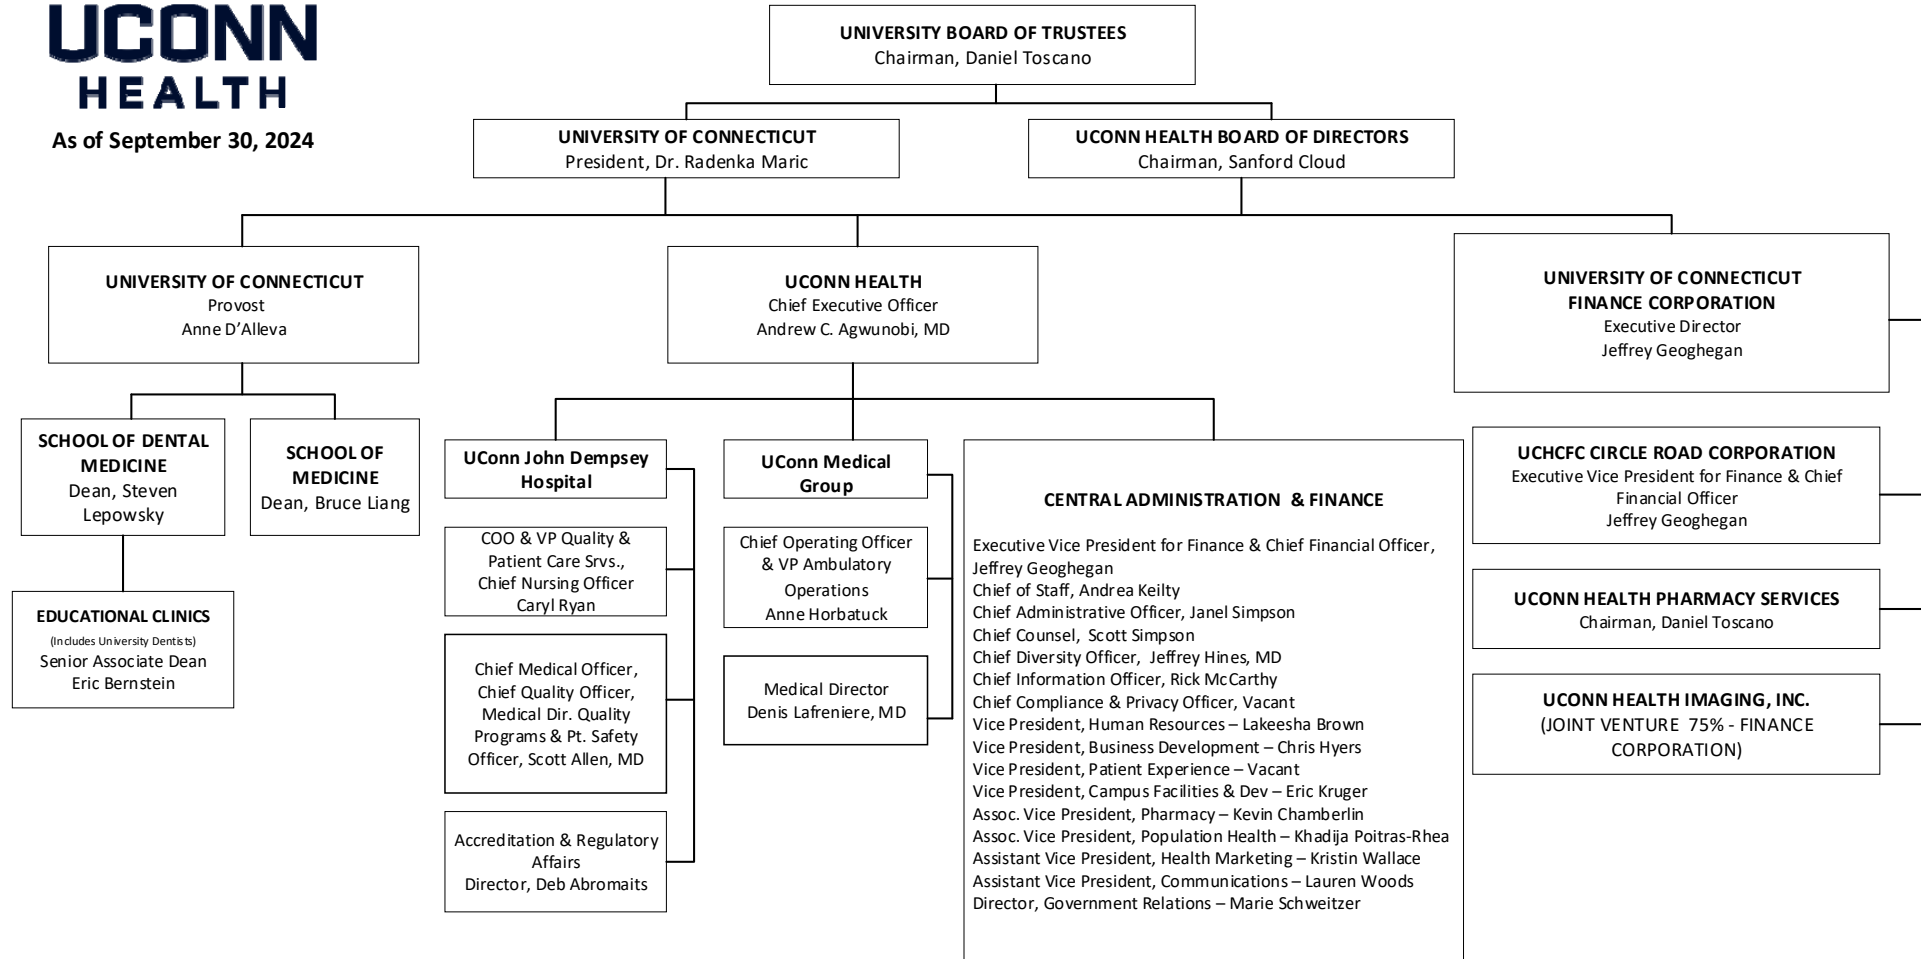 UCONN
HEALTH
As of September 30, 2024
UNIVERSITY BOARD OF TRUSTEES
Chairman, Daniel Toscano
UNIVERSITY OF CONNECTICUT
President, Dr. Radenka Maric
UCONN HEALTH BOARD OF DIRECTORS
Chairman, Sanford Cloud
UNIVERSITY OF CONNECTICUT
Provost
Anne D’Alleva
UCONN HEALTH
Chief Executive Officer
Andrew C. Agwunobi, MD
UNIVERSITY OF CONNECTICUT
FINANCE CORPORATION
Executive Director
Jeffrey Geoghegan
SCHOOL OF DENTAL
MEDICINE
Dean, Steven
Lepowsky
SCHOOL OF
MEDICINE
Dean, Bruce Liang
EDUCATIONAL CLINICS
(Includes University Dentists)
Senior Associate Dean
Eric Bernstein
UConn John Dempsey
Hospital
COO & VP Quality &
Patient Care Srvs.,
Chief Nursing Officer
Caryl Ryan
Chief Medical Officer,
Chief Quality Officer,
Medical Dir. Quality
Programs & Pt. Safety
Officer, Scott Allen, MD
Accreditation & Regulatory
Affairs
Director, Deb Abromaits
UConn Medical
Group
Chief Operating Officer
& VP Ambulatory
Operations
Anne Horbatuck
Medical Director
Denis Lafreniere, MD
CENTRAL ADMINISTRATION & FINANCE
Executive Vice President for Finance & Chief Financial Officer,
Jeffrey Geoghegan
Chief of Staff, Andrea Keilty
Chief Administrative Officer, Janel Simpson
Chief Counsel, Scott Simpson
Chief Diversity Officer, Jeffrey Hines, MD
Chief Information Officer, Rick McCarthy
Chief Compliance & Privacy Officer, Vacant
Vice President, Human Resources – Lakeesha Brown
Vice President, Business Development – Chris Hyers
Vice President, Patient Experience – Vacant
Vice President, Campus Facilities & Dev – Eric Kruger
Assoc. Vice President, Pharmacy – Kevin Chamberlin
Assoc. Vice President, Population Health – Khadija Poitras-Rhea
Assistant Vice President, Health Marketing – Kristin Wallace
Assistant Vice President, Communications – Lauren Woods
Director, Government Relations – Marie Schweitzer
UCHCFC CIRCLE ROAD CORPORATION
Executive Vice President for Finance & Chief
Financial Officer
Jeffrey Geoghegan
UCONN HEALTH PHARMACY SERVICES
Chairman, Daniel Toscano
UCONN HEALTH IMAGING, INC.
(JOINT VENTURE 75% - FINANCE
CORPORATION)